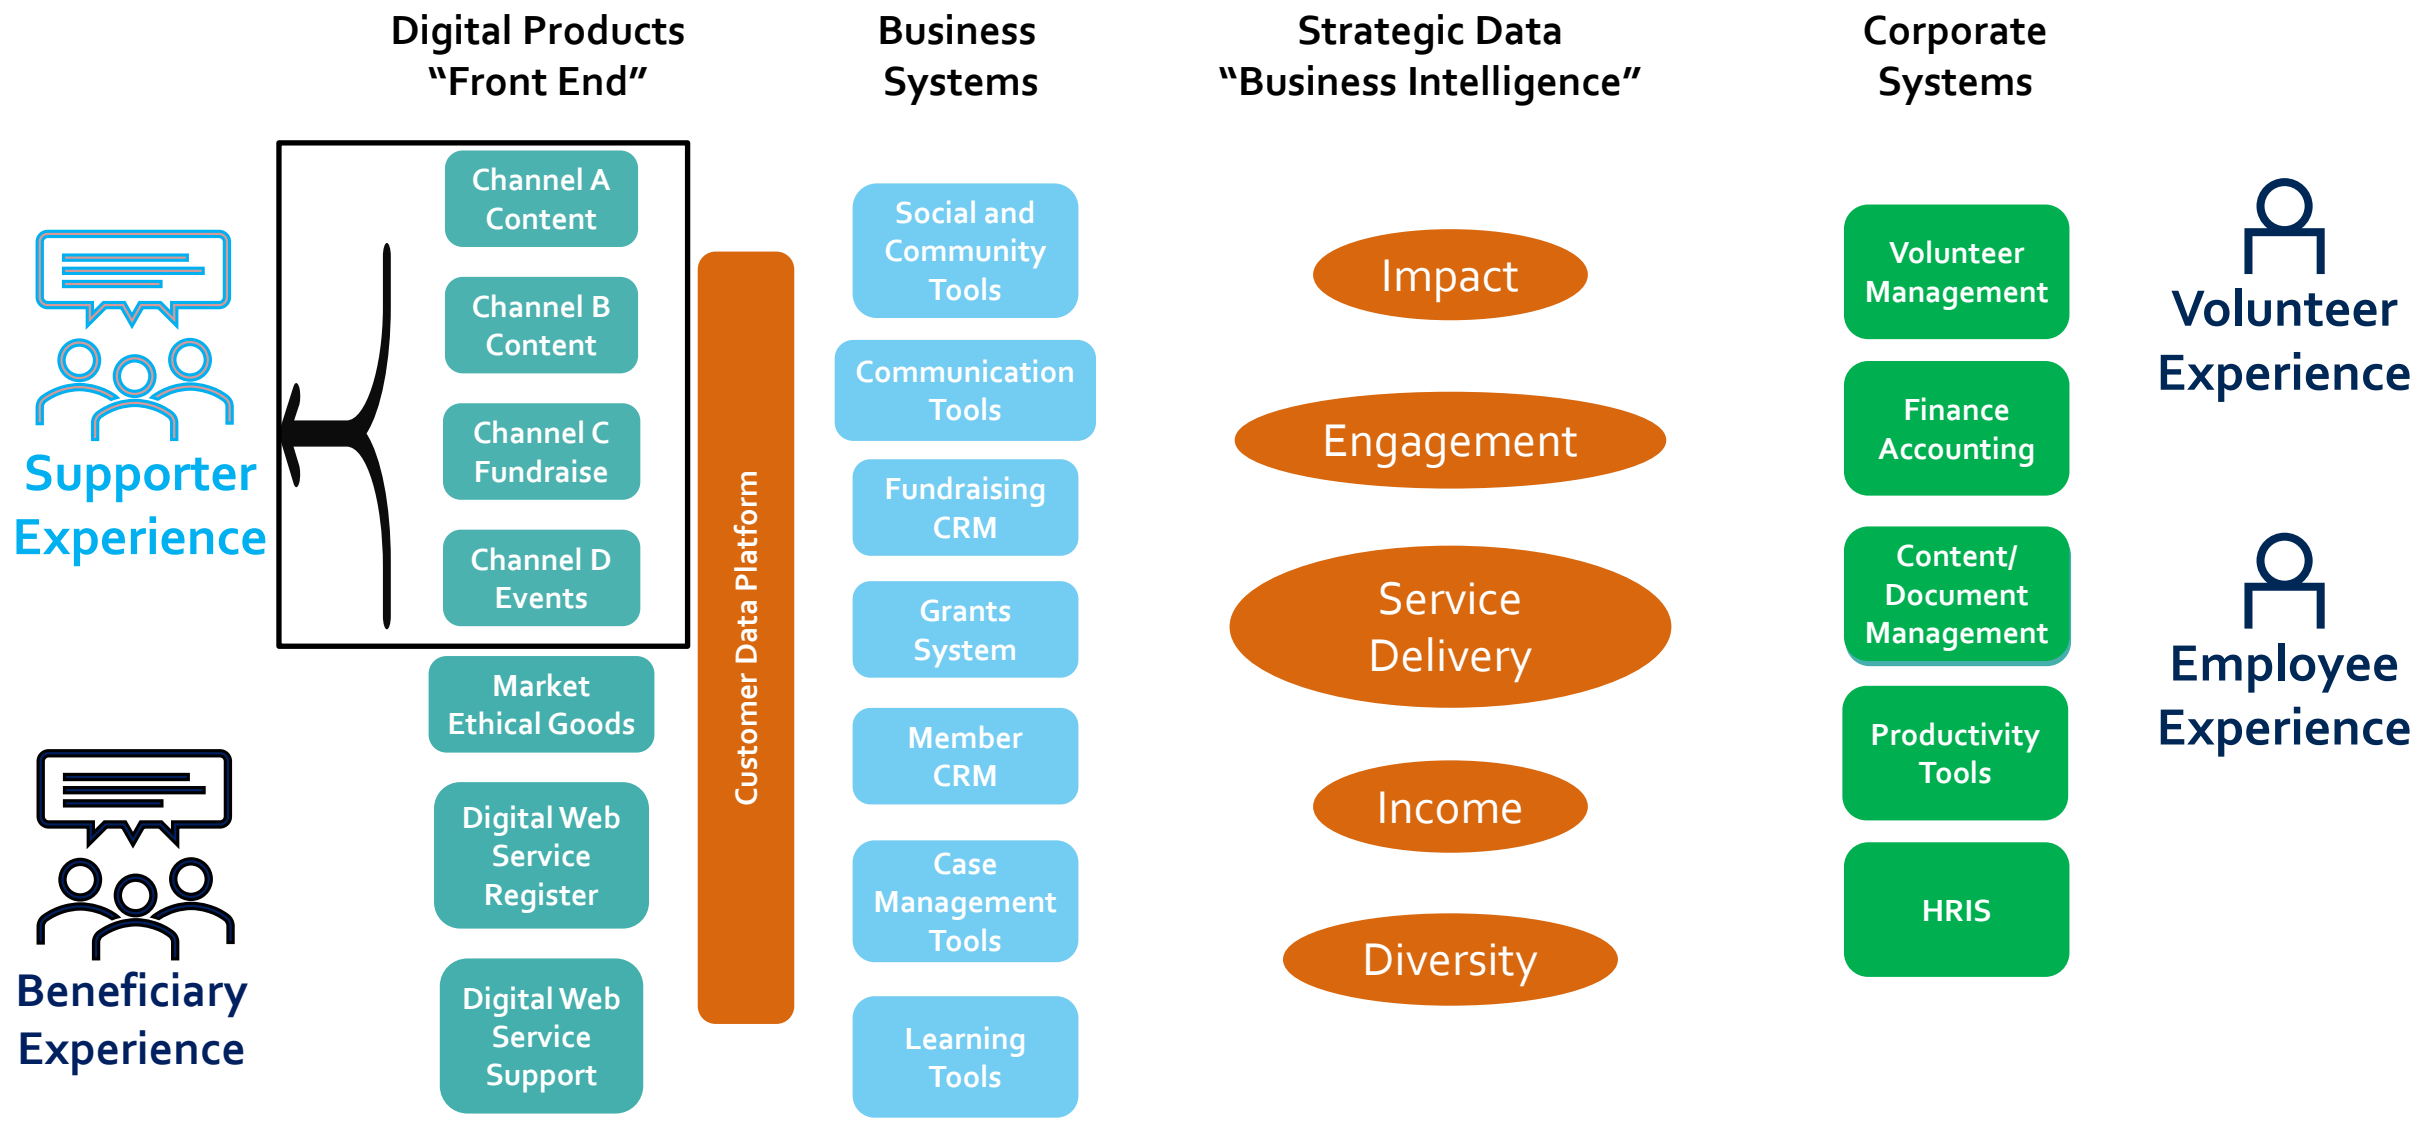 Digital Products
“Front End”
Business
Systems
Strategic Data
“Business Intelligence”
Corporate
Systems
Supporter
Experience
Beneficiary
Experience
Channel A
Content
Channel B
Content
Channel C
Fundraise
Channel D
Events
Market
Ethical Goods
Digital Web
Service
Register
Digital Web
Service
Support
Customer Data Platform
Social and
Community
Tools
Communication
Tools
Fundraising
CRM
Grants
System
Member
CRM
Case
Management
Tools
Learning
Tools
Impact
Engagement
Service
Delivery
Income
Diversity
Volunteer
Management
Finance
Accounting
Content/
Document
Management
Productivity
Tools
HRIS
Volunteer
Experience
Employee
Experience